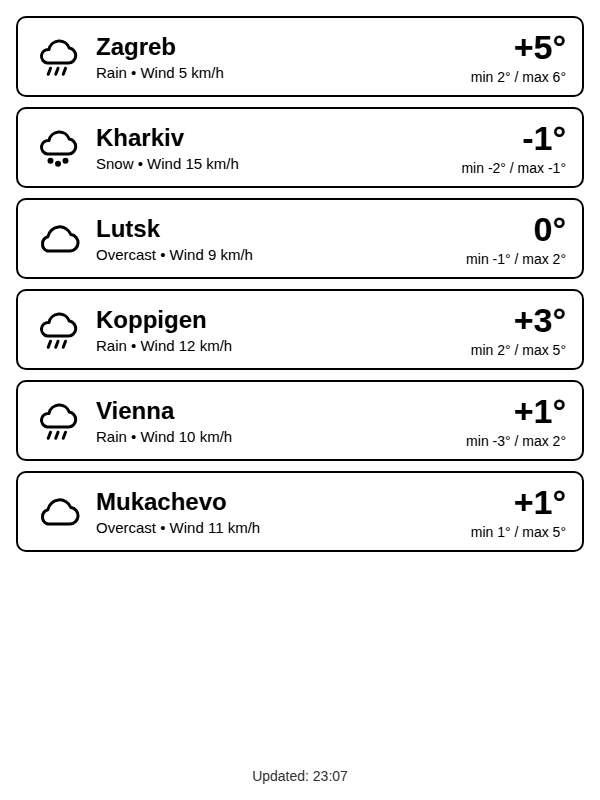 Zagreb
+5°
Rain • Wind 5 km/h
min 2° / max 6°
Kharkiv
-1°
Snow • Wind 15 km/h
min -2° / max -1°
Lutsk
0°
Overcast • Wind 9 km/h
min -1° / max 2°
Koppigen
+3°
Rain • Wind 12 km/h
min 2° / max 5°
Vienna
+1°
Rain • Wind 10 km/h
min -3° / max 2°
Mukachevo
+1°
Overcast • Wind 11 km/h
min 1° / max 5°
Updated: 23:07